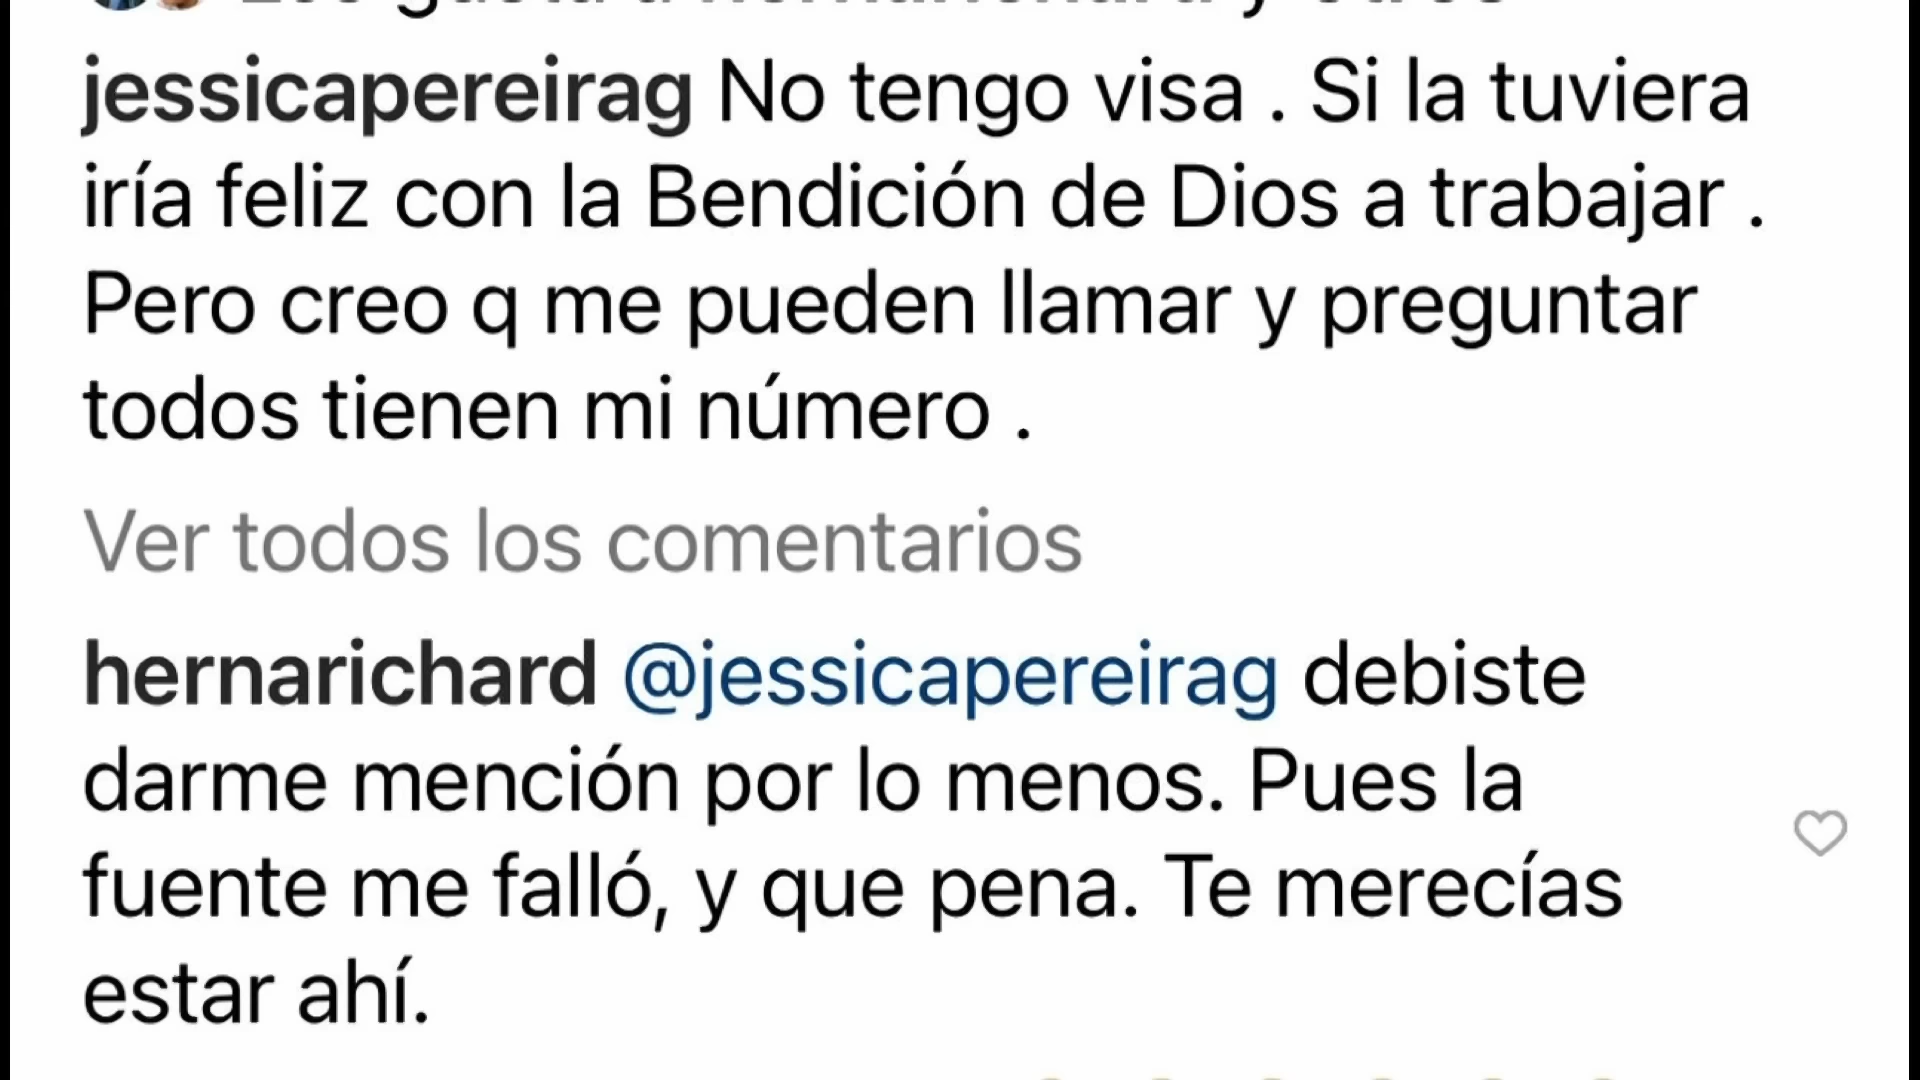 jessicapereirag No tengo visa . Si la tuviera
iría feliz con la Bendición de Dios a trabajar .
Pero creo q me pueden llamar y preguntar
todos tienen mi número .
Ver todos los comentarios
hernarichard @jessicapereirag debiste
darme mención por lo menos. Pues la
fuente me falló, y que pena. Te merecías
estar ahí.